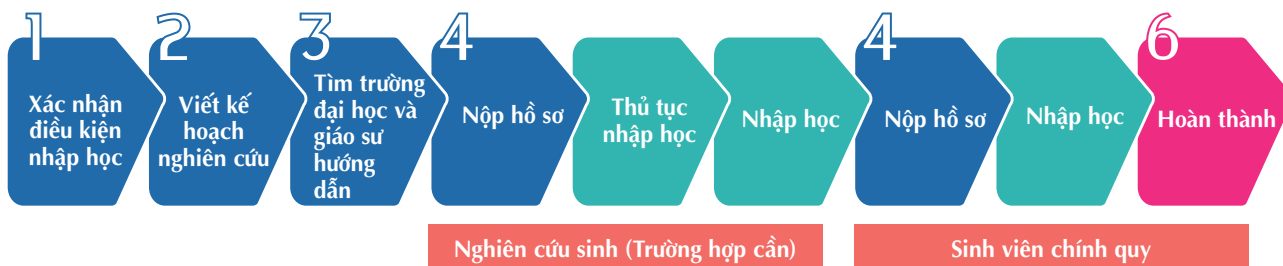 1
Xác nhận
điều kiện
nhập học
2
Viết kế
hoạch
nghiên cứu
3
Tìm trường
đại học và
giáo sư
hướng
dẫn
4
Nộp hồ sơ
Thủ tục
nhập học
Nhập học
4
Nộp hồ sơ
Nhập học
6
Hoàn thành
Nghiên cứu sinh (Trường hợp cần)
Sinh viên chính quy